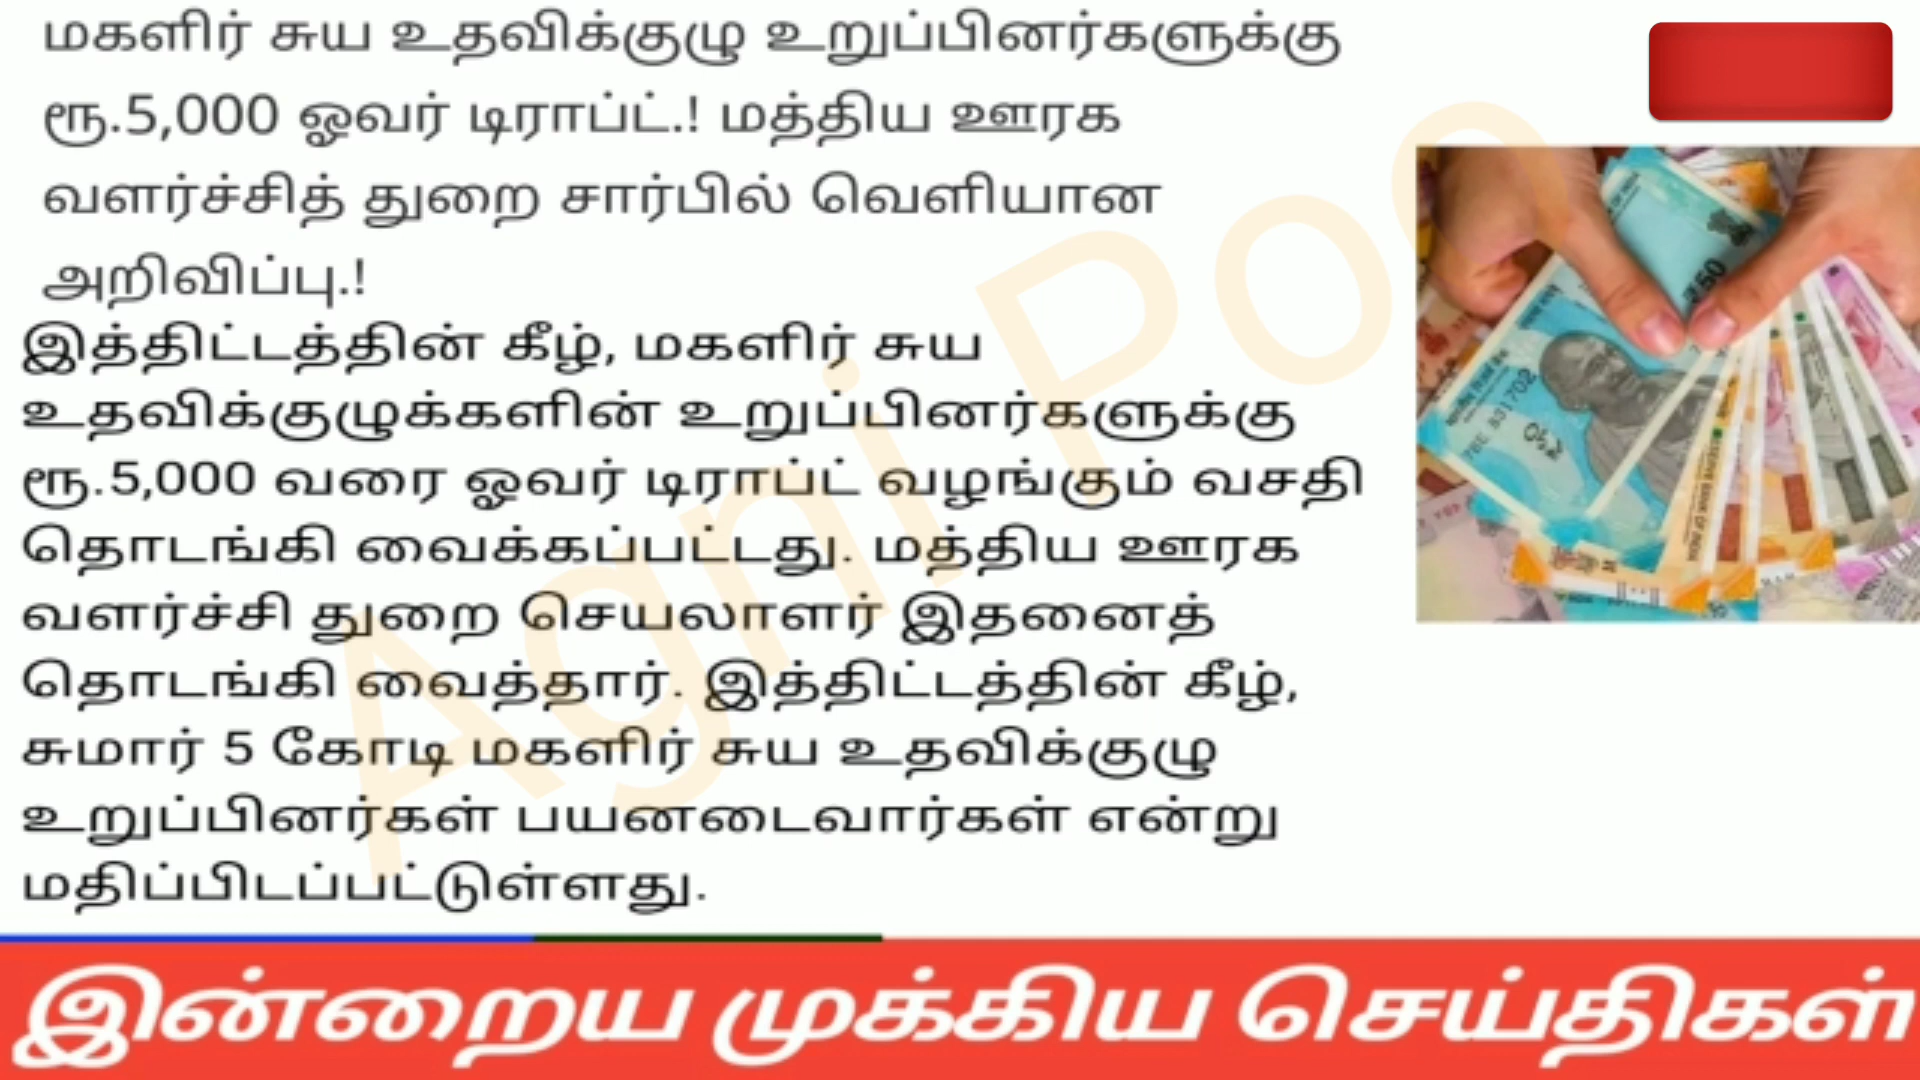 மகளிர் சுய உதவிக்குழு உறுப்பினர்களுக்கு
ரூ.5,000 ஓவர் டிராப்ட்.! மத்திய ஊரக
வளர்ச்சித் துறை சார்பில் வெளியான
அறிவிப்பு.!
இத்திட்டத்தின் கீழ், மகளிர் சுய
உதவிக்குழுக்களின் உறுப்பினர்களுக்கு
ரூ.5,000 வரை ஓவர் டிராப்ட் வழங்கும் வசதி
தொடங்கி வைக்கப்பட்டது. மத்திய ஊரக
வளர்ச்சி துறை செயலாளர் இதனைத்
தொடங்கி வைத்தார். இத்திட்டத்தின் கீழ்,
சுமார் 5 கோடி மகளிர் சுய உதவிக்குழு
உறுப்பினர்கள் பயனடைவார்கள் என்று
மதிப்பிடப்பட்டுள்ளது.
Agni Poo
இன்றைய முக்கிய செய்திகள்